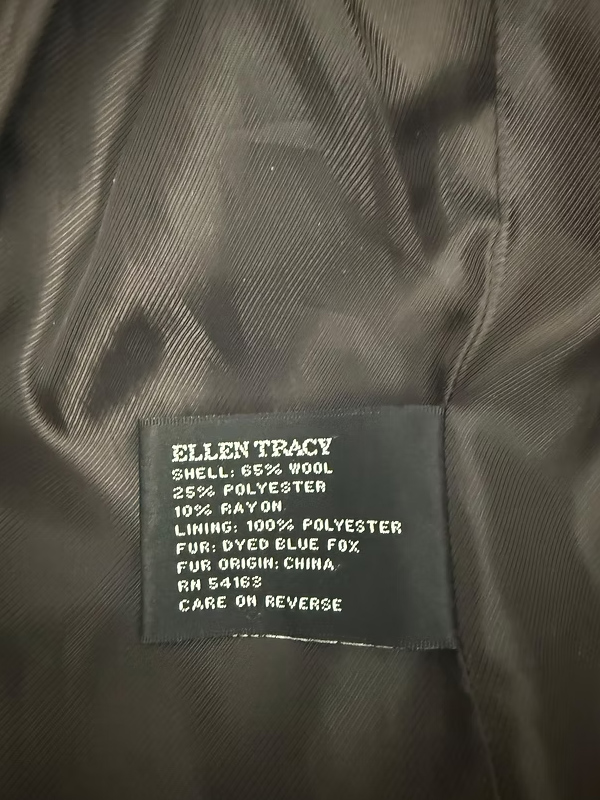 ELLEN TRACY
SHELL: 65% WOOL
25% POLYESTER
10% RAYON
LINING: 100% POLYESTER
FUR: DYED BLUE FOX
FUR ORIGIN: CHINA
RN 54163
CARE ON REVERSE